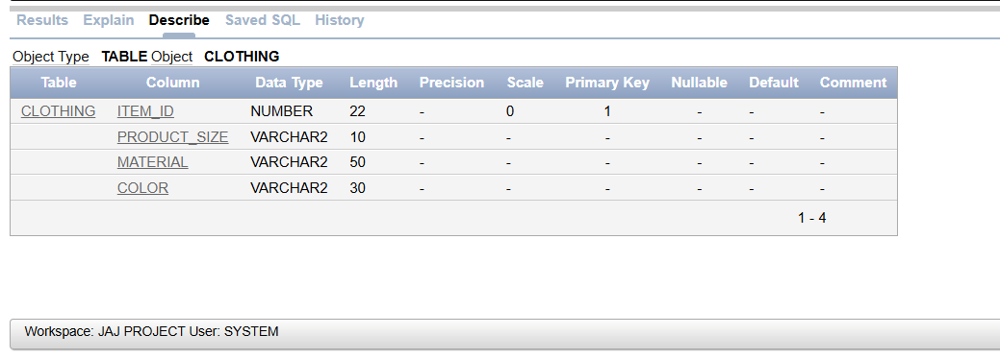 Results Explain Describe Saved SQL History
Object Type TABLE Object CLOTHING
Table Column Data Type Length Precision Scale Primary Key Nullable Default Comment
CLOTHING ITEM_ID NUMBER 22 - 0 1 - - -
PRODUCT_SIZE VARCHAR2 10 - - - - - -
MATERIAL VARCHAR2 50 - - - - - -
COLOR VARCHAR2 30 - - - - - -
1 - 4
Workspace: JAJ PROJECT User: SYSTEM